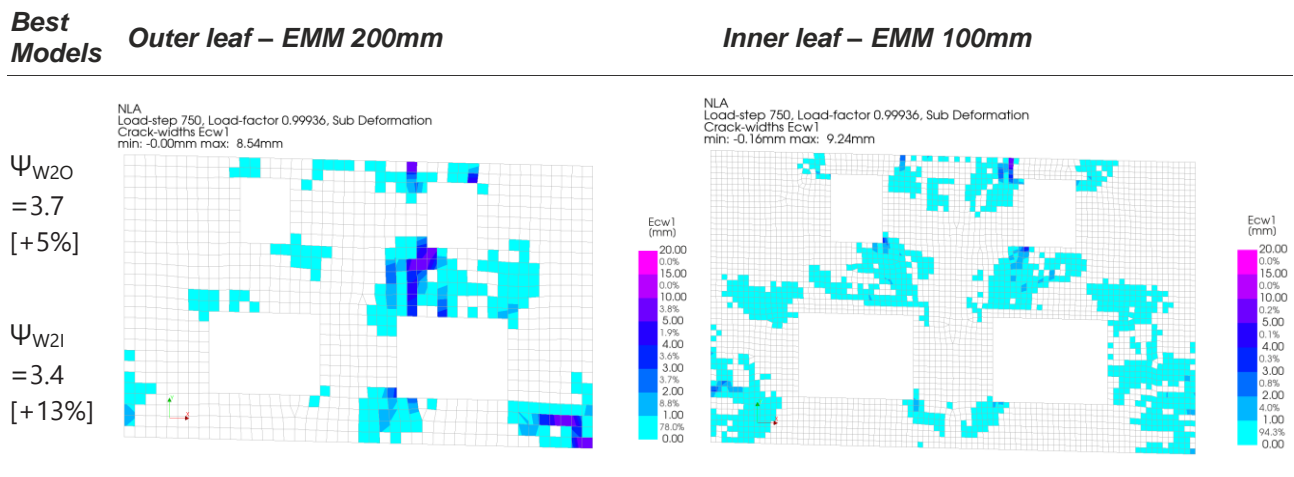 Best Models
Outer leaf – EMM 200mm
Inner leaf – EMM 100mm
ΨW2O
=3.7
[+5%]
ΨW2I
=3.4
[+13%]
NLA
Load-step 750, Load-factor 0.99936, Sub Deformation
Crack-widths Ecw1
min: -0.00mm max: 8.54mm
Ecw1
(mm)
20.00
0.0%
15.00
0.0%
10.00
3.8%
5.00
1.9%
4.00
3.6%
3.00
3.7%
2.00
8.8%
1.00
78.0%
0.00
NLA
Load-step 750, Load-factor 0.99936, Sub Deformation
Crack-widths Ecw1
min: -0.16mm max: 9.24mm
Ecw1
(mm)
20.00
0.0%
15.00
0.0%
10.00
0.2%
5.00
0.1%
4.00
0.3%
3.00
0.8%
2.00
4.0%
1.00
94.3%
0.00